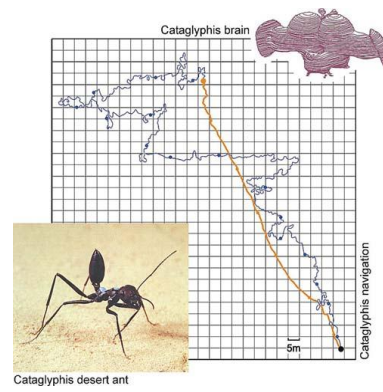 Cataglyphis brain
Cataglyphis navigation
5m
Cataglyphis desert ant